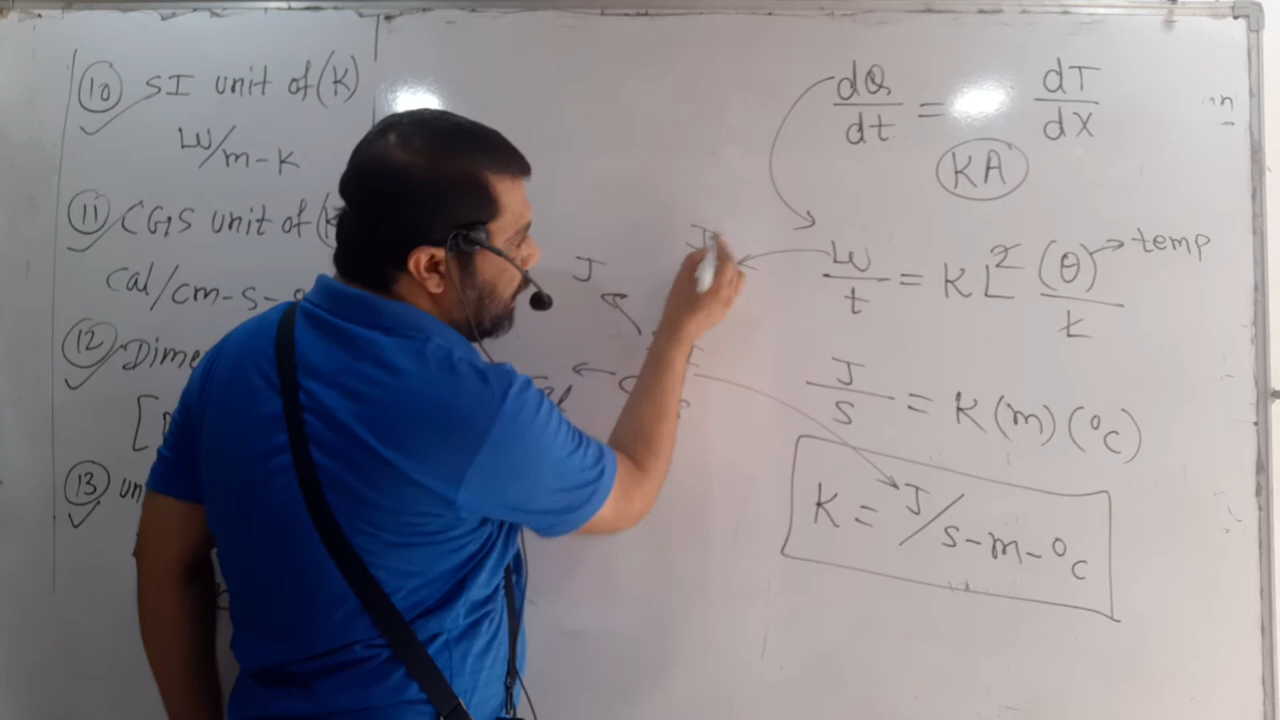 10 SI unit of (K)
W/m-K
11 CGS unit of (K
Cal/cm-s-
12 Dime
[
13 un
J
J
dQ/dt = KA dT/dX
W/t = K L² (θ)/L → temp
J/s = K (m) (°C)
K = J/s-m-°C